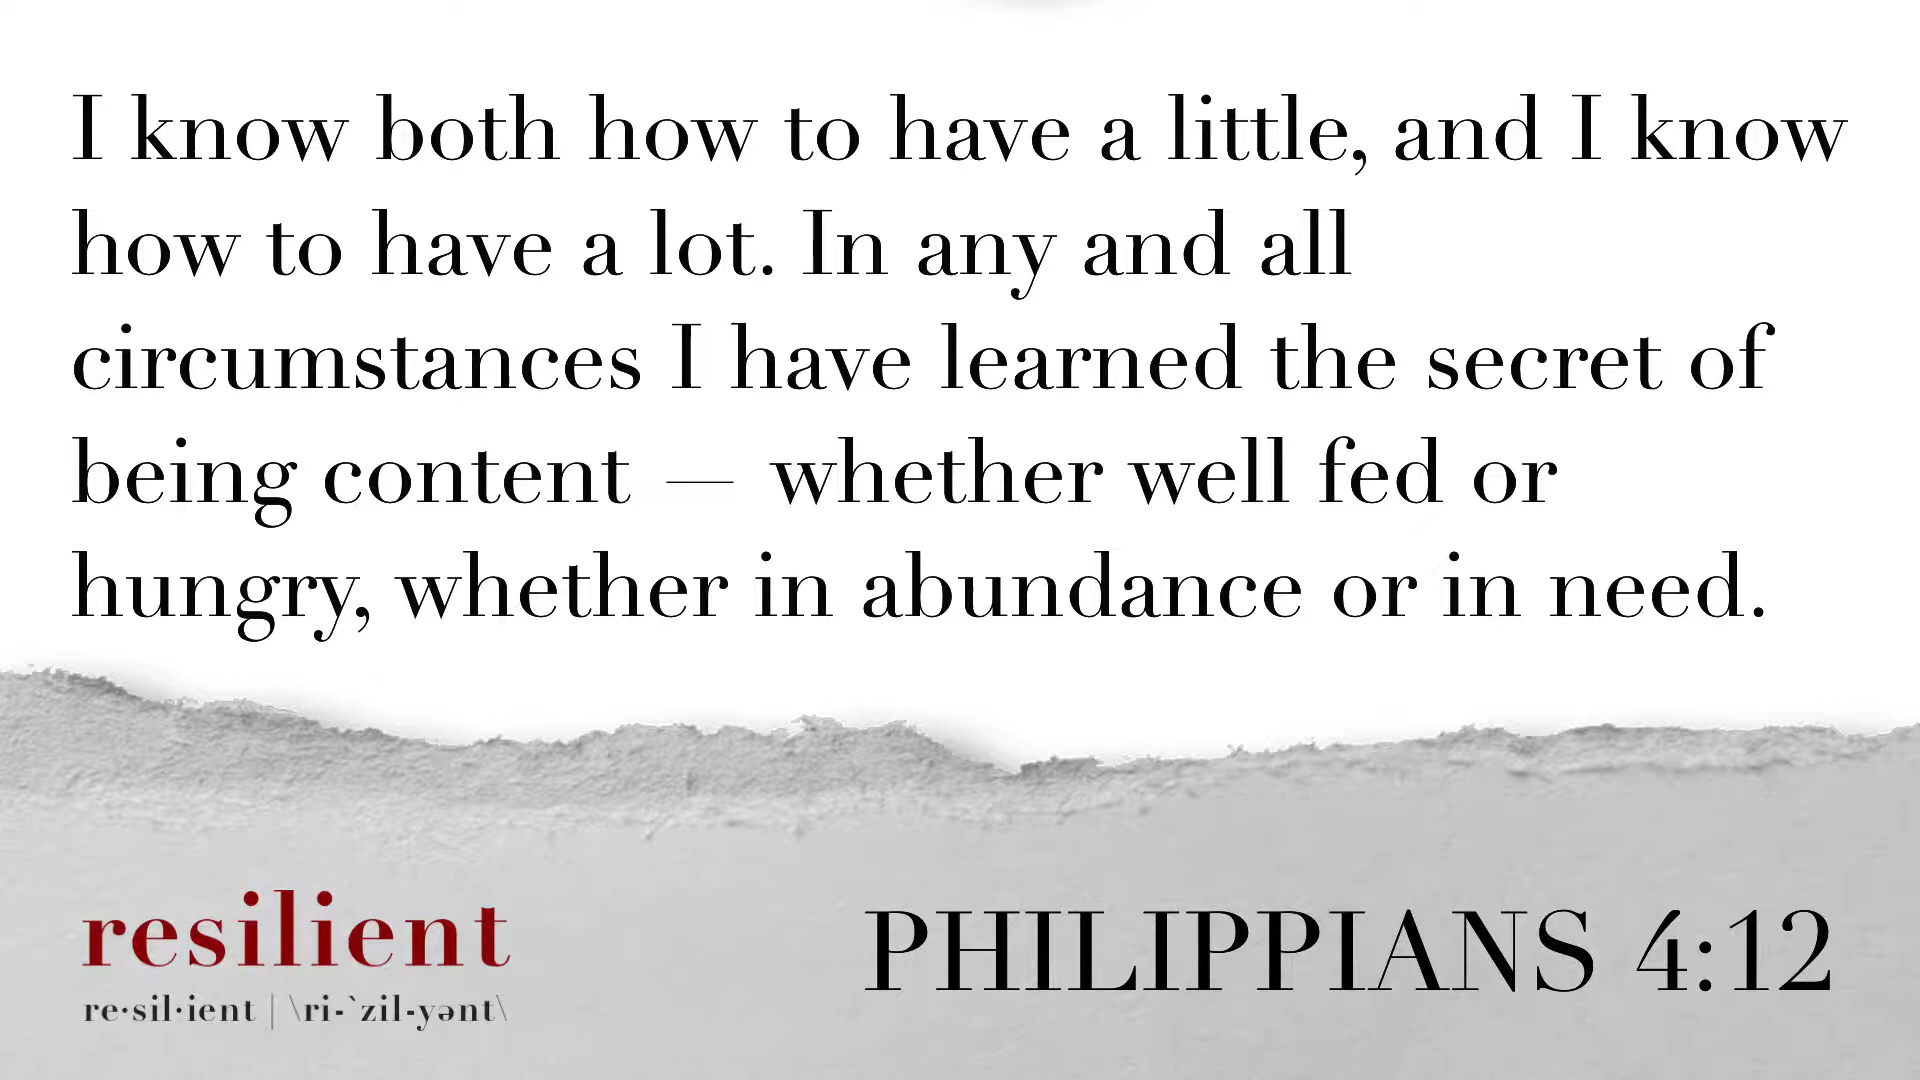 I know both how to have a little, and I know
how to have a lot. In any and all
circumstances I have learned the secret of
being content — whether well fed or
hungry, whether in abundance or in need.
resilient
re·sil·ient | \ri-`zil-yənt\
PHILIPPIANS 4:12